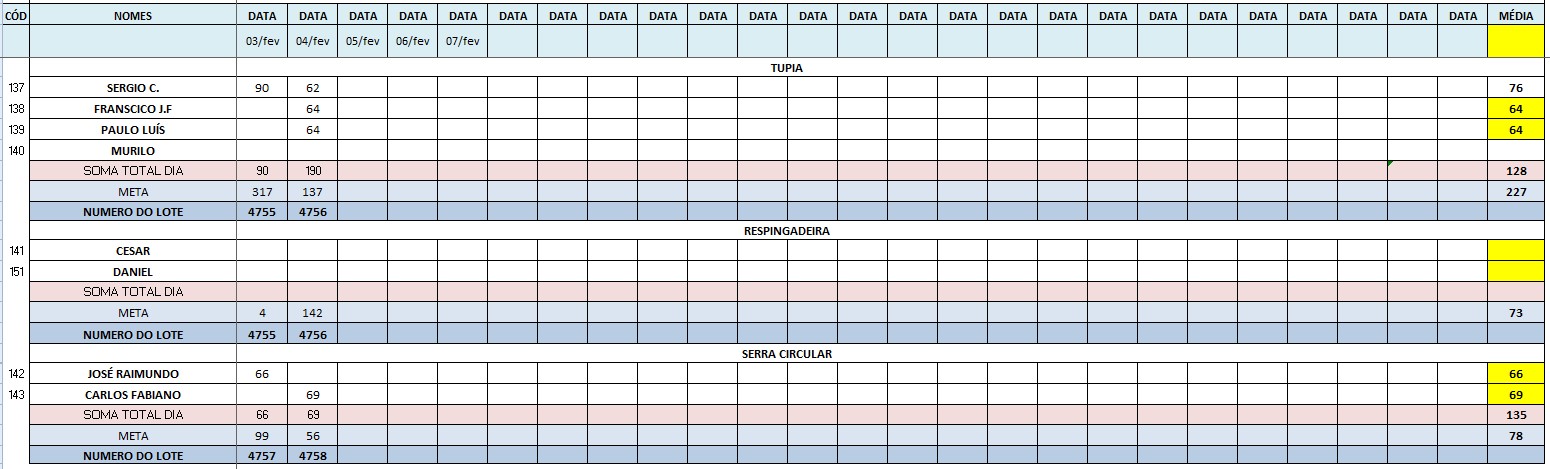 CÓD NOMES DATA DATA DATA DATA DATA DATA DATA DATA DATA DATA DATA DATA DATA DATA DATA DATA DATA DATA DATA DATA DATA DATA DATA DATA DATA MÉDIA
03/fev 04/fev 05/fev 06/fev 07/fev
TUPIA
137 SERGIO C. 90 62 76
138 FRANSCICO J.F 64 64
139 PAULO LUÍS 64 64
140 MURILO
SOMA TOTAL DIA 90 190 128
META 317 137 227
NUMERO DO LOTE 4755 4756
RESPINGADEIRA
141 CESAR
151 DANIEL
SOMA TOTAL DIA
META 4 142 73
NUMERO DO LOTE 4755 4756
SERRA CIRCULAR
142 JOSÉ RAIMUNDO 66 66
143 CARLOS FABIANO 69 69
SOMA TOTAL DIA 66 69 135
META 99 56 78
NUMERO DO LOTE 4757 4758